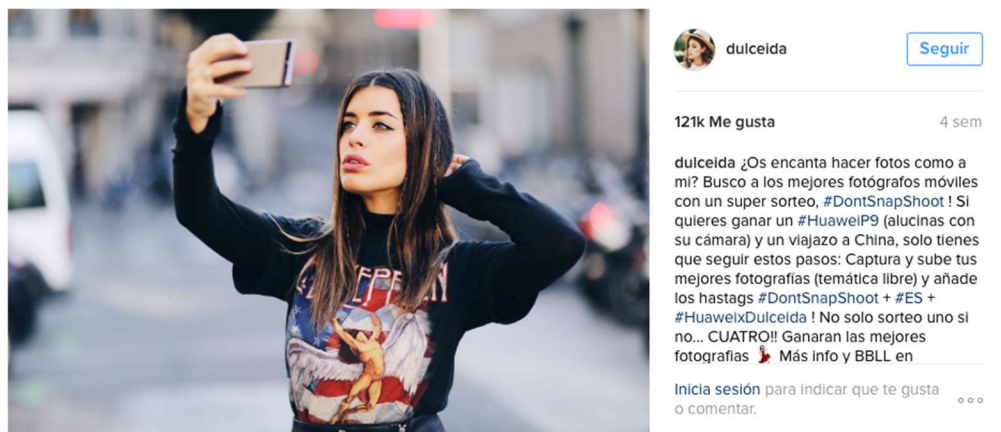 dulceida
Seguir
121k Me gusta
4 sem
dulceida ¿Os encanta hacer fotos como a
mi? Busco a los mejores fotógrafos móviles
con un super sorteo, #DontSnapShoot ! Si
quieres ganar un #HuaweiP9 (alucinas con
su cámara) y un viajazo a China, solo tienes
que seguir estos pasos: Captura y sube tus
mejores fotografías (temática libre) y añade
los hastags #DontSnapShoot + #ES +
#HuaweixDulceida ! No solo sorteo uno si
no... CUATRO!! Ganaran las mejores
fotografias 💃 Más info y BBLL en
Inicia sesión para indicar que te gusta
o comentar.